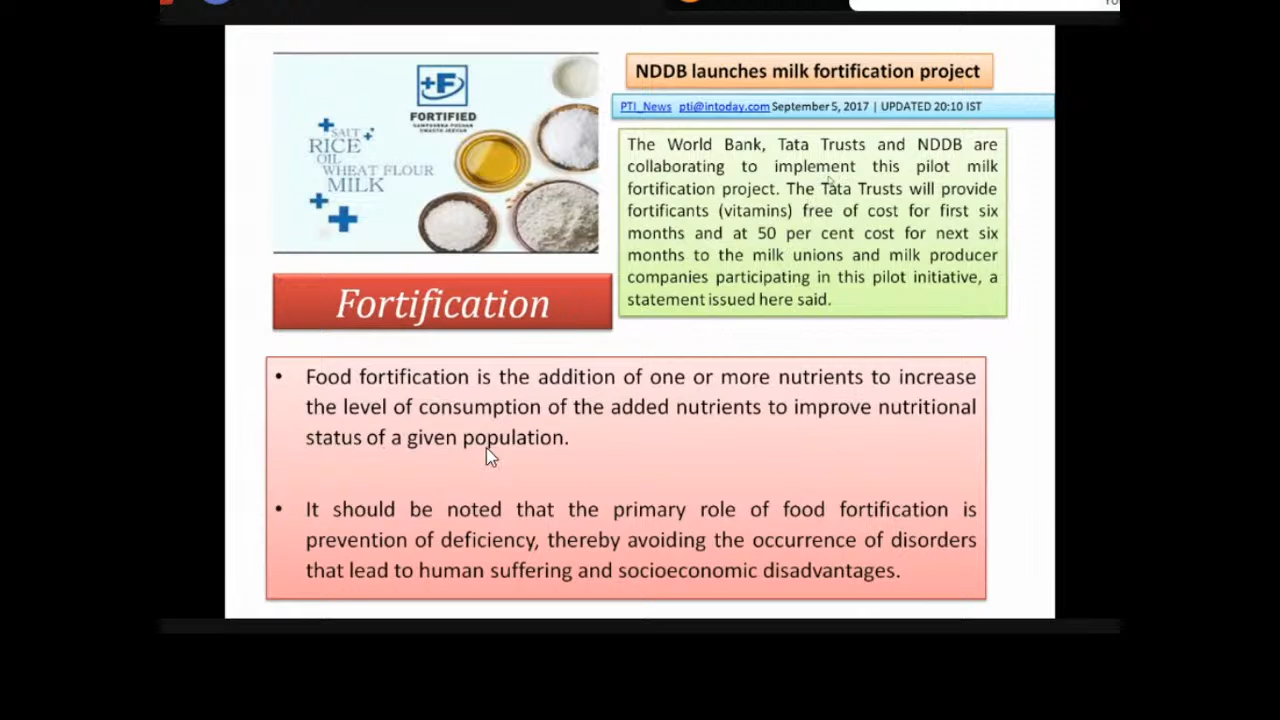 Yo
+F
FORTIFIED
SAMPOORNA POSHAN
SWASTH JEEVAN
SALT
RICE
OIL
WHEAT FLOUR
MILK
Fortification
NDDB launches milk fortification project
PTI_News pti@intoday.com September 5, 2017 | UPDATED 20:10 IST
The World Bank, Tata Trusts and NDDB are
collaborating to implement this pilot milk
fortification project. The Tata Trusts will provide
fortificants (vitamins) free of cost for first six
months and at 50 per cent cost for next six
months to the milk unions and milk producer
companies participating in this pilot initiative, a
statement issued here said.
• Food fortification is the addition of one or more nutrients to increase
the level of consumption of the added nutrients to improve nutritional
status of a given population.
• It should be noted that the primary role of food fortification is
prevention of deficiency, thereby avoiding the occurrence of disorders
that lead to human suffering and socioeconomic disadvantages.